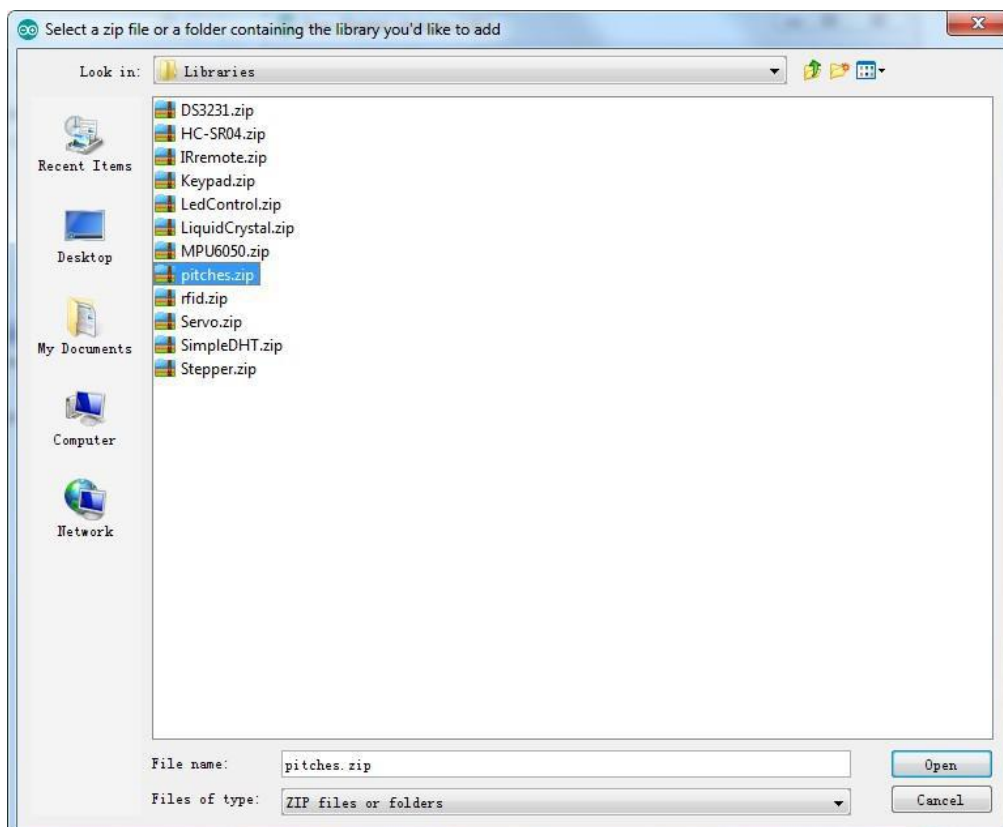 Select a zip file or a folder containing the library you'd like to add
Look in: Libraries
Recent Items
Desktop
My Documents
Computer
Network
DS3231.zip
HC-SR04.zip
IRremote.zip
Keypad.zip
LedControl.zip
LiquidCrystal.zip
MPU6050.zip
pitches.zip
rfid.zip
Servo.zip
SimpleDHT.zip
Stepper.zip
File name: pitches.zip Open
Files of type: ZIP files or folders Cancel